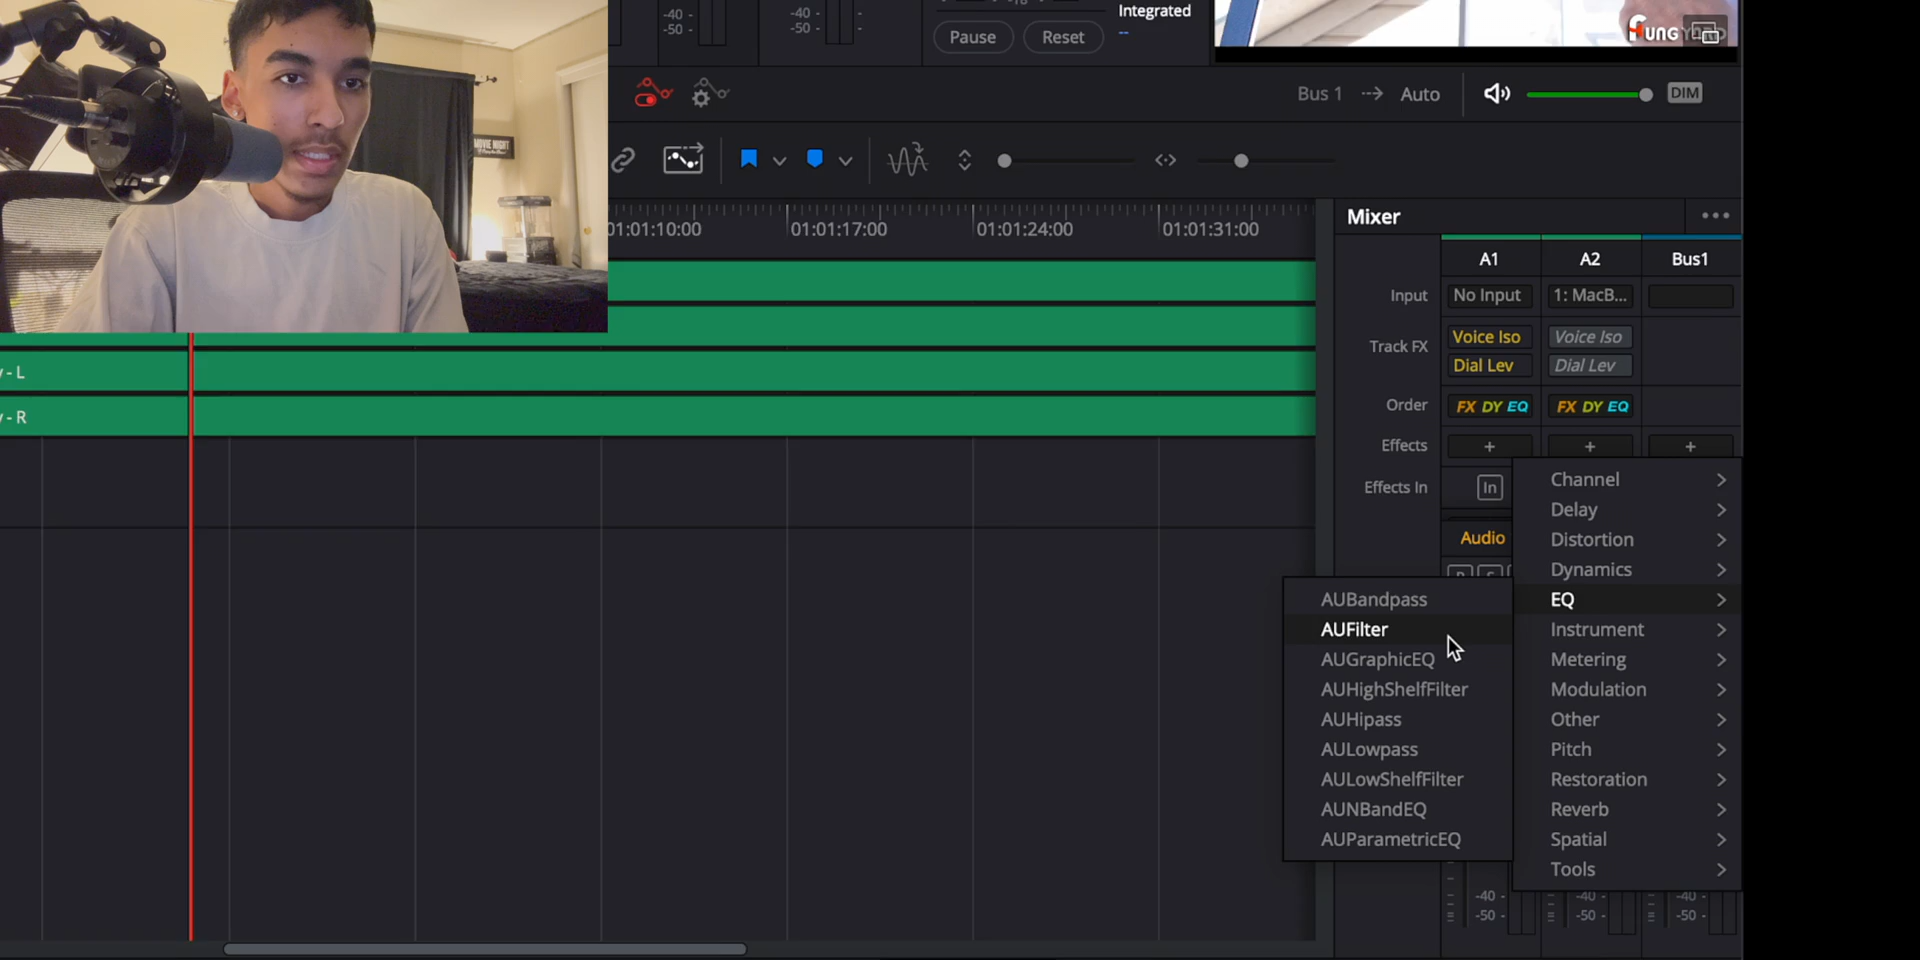 -40 -
-50 -
-40 -
-50 -
Pause
Reset
Integrated
--
FUNG
MOVIE NIGHT
Bus 1
Auto
DIM
01:01:10:00
01:01:17:00
01:01:24:00
01:01:31:00
Mixer
A1
A2
Bus1
Input
No Input
1: MacB...
Track FX
Voice Iso
Voice Iso
Dial Lev
Dial Lev
Order
FX DY EQ
FX DY EQ
Effects
+
+
+
Effects In
In
Audio
- L
- R
Channel
Delay
Distortion
Dynamics
EQ
Instrument
Metering
Modulation
Other
Pitch
Restoration
Reverb
Spatial
Tools
AUBandpass
AUFilter
AUGraphicEQ
AUHighShelfFilter
AUHipass
AULowpass
AULowShelfFilter
AUNBandEQ
AUParametricEQ
-40 -
-50 -
-40 -
-50 -
-40 -
-50 -